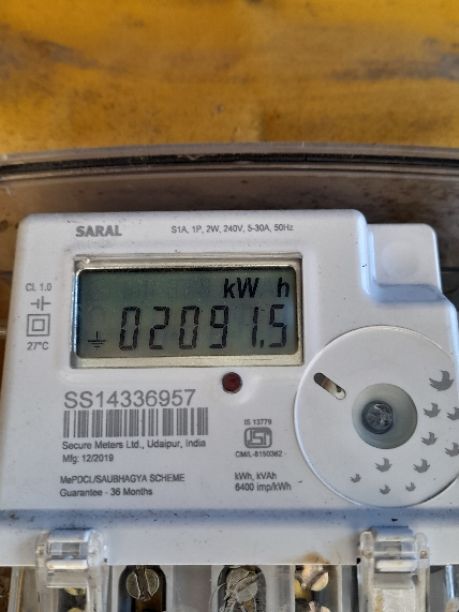 SARAL S1A, 1P, 2W, 240V, 5-30A, 50Hz
kW h
02091.5
CL 1.0
27°C
SS14336957
Secure Meters Ltd., Udaipur, India
Mfg: 12/2019
MePDCL/SAUBHAGYA SCHEME
Guarantee - 36 Months
IS 13779
CM/L-8150362
kWh, kVAh
6400 imp/kWh